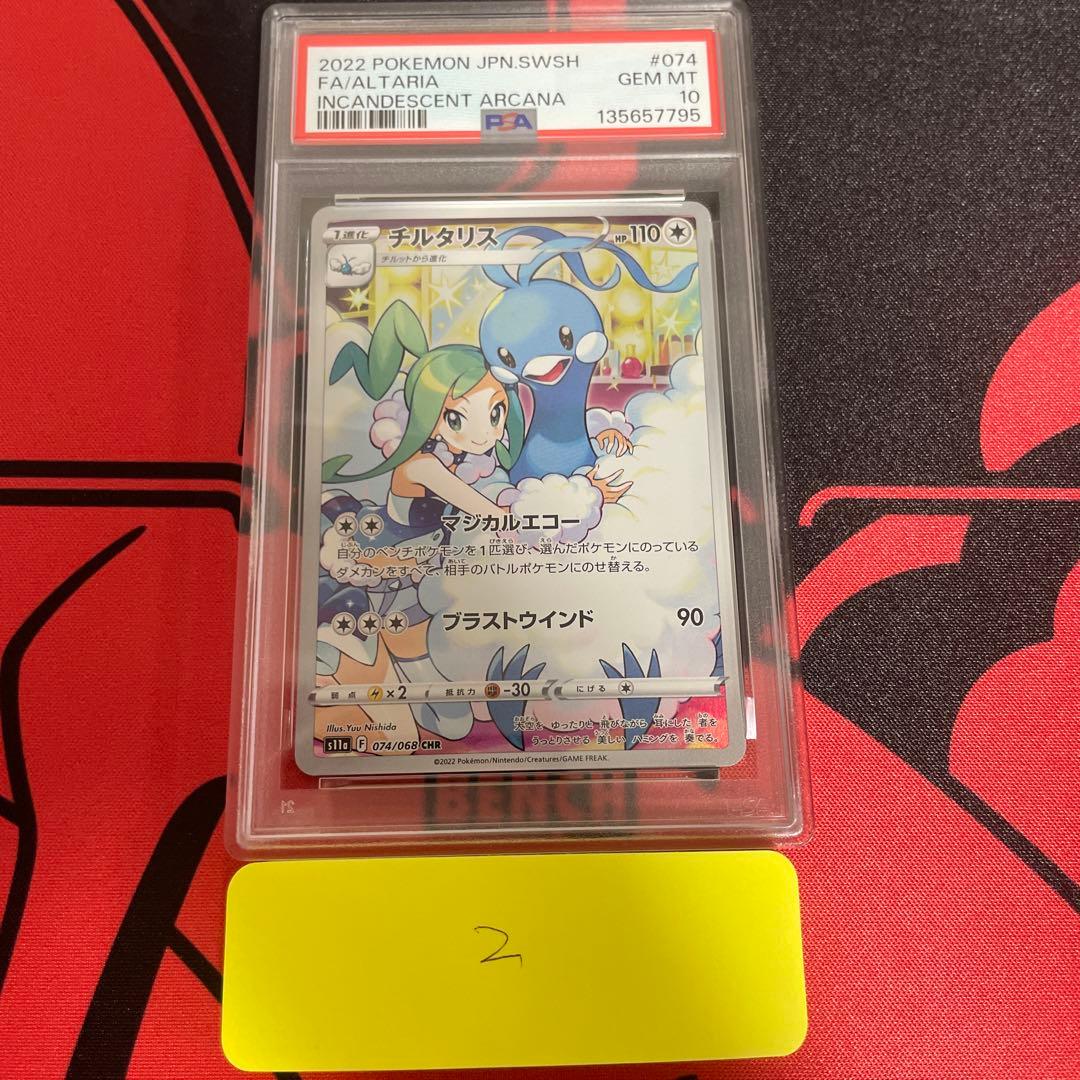 2022 POKEMON JPN.SWSH #074
FA/ALTARIA GEM MT
INCANDESCENT ARCANA 10
PSA 135657795
1進化 チルタリス HP 110
チルットから進化
マジカルエコー
自分のベンチポケモンを1匹選び、選んだポケモンにのっている
ダメカンをすべて、相手のバトルポケモンにのせ替える。
ブラストウインド 90
弱点 ×2 抵抗力 -30 にげる
Illus.Yuu Nishida
大空を ゆったりと 飛びながら 耳にした 者を
うっとりさせる 美しい ハミングを 奏でる。
s11a F 074/068 CHR
©2022 Pokémon/Nintendo/Creatures/GAME FREAK.
BENCH
2